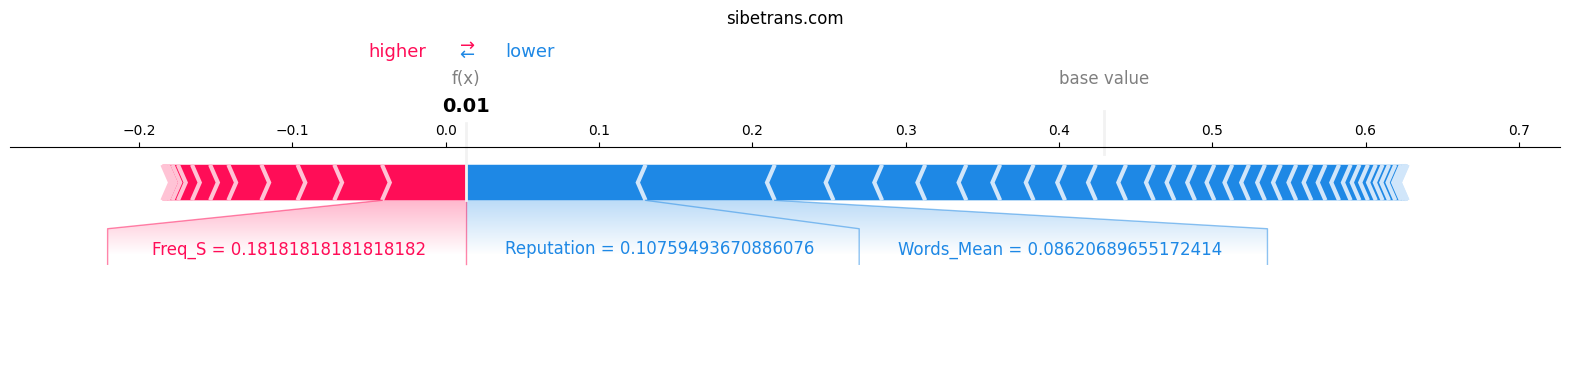 sibetrans.com
higher → ← lower
f(x) base value
0.01
−0.2 −0.1 0.0 0.1 0.2 0.3 0.4 0.5 0.6 0.7
Freq_S = 0.18181818181818182 Reputation = 0.10759493670886076 Words_Mean = 0.08620689655172414